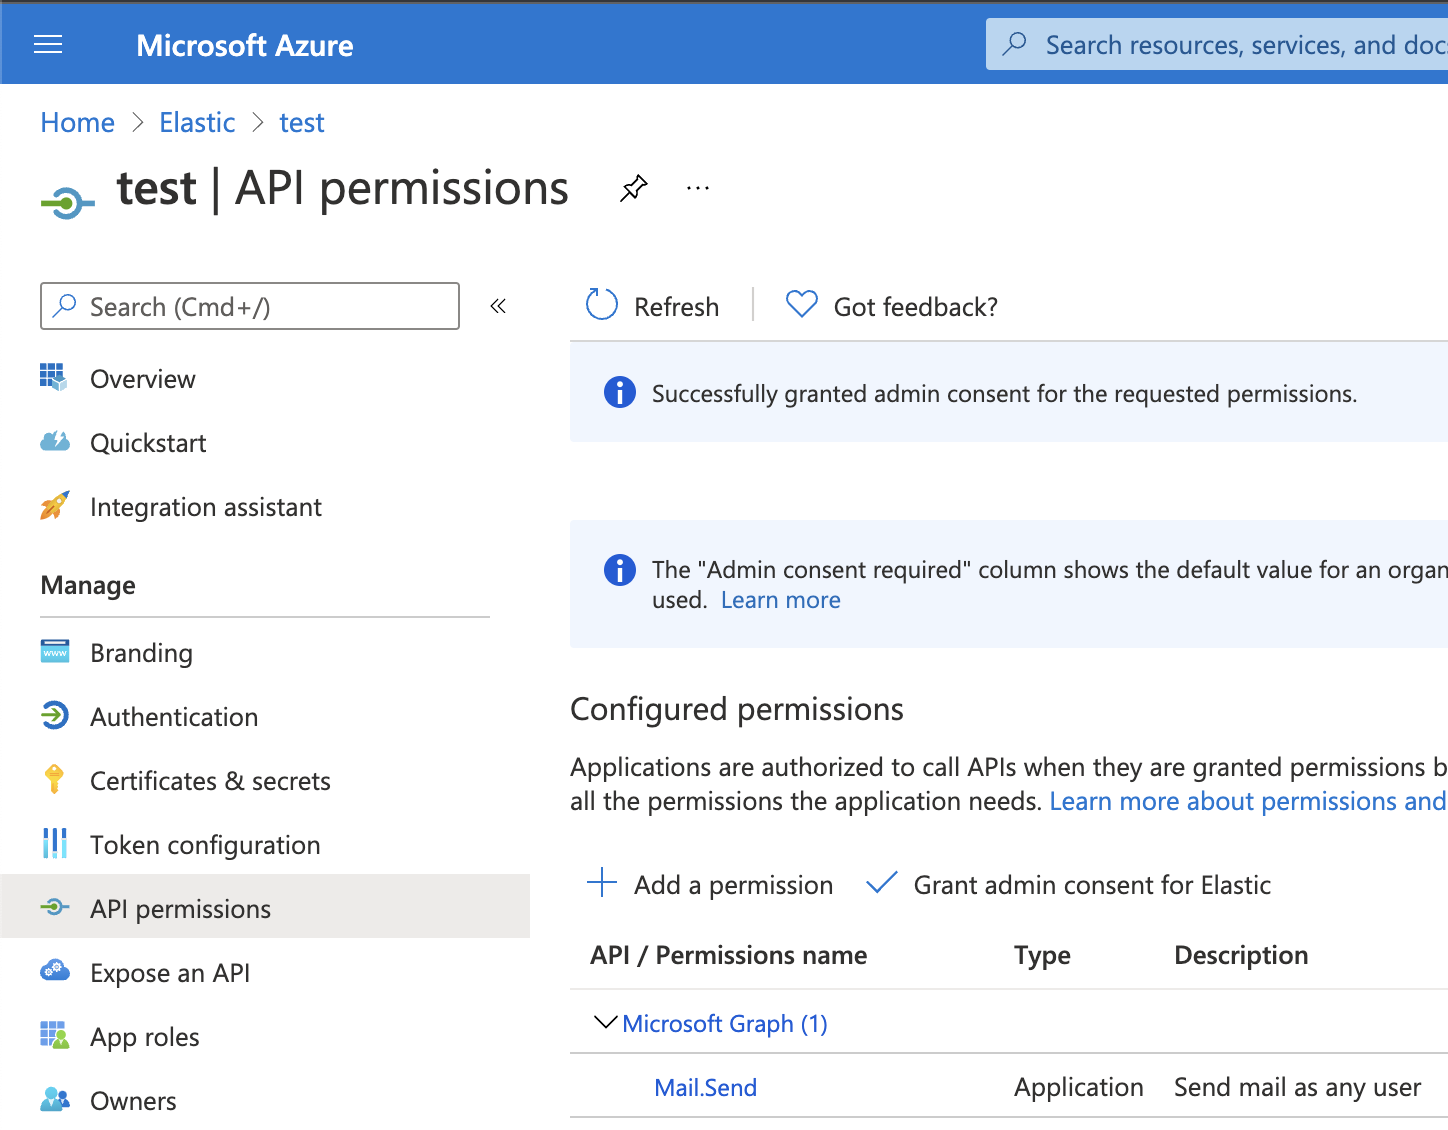 Microsoft Azure
Search resources, services, and doc
Home > Elastic > test
test | API permissions ...
Search (Cmd+/) «
Refresh | Got feedback?
Overview
Quickstart
Integration assistant
Manage
Branding
www
Authentication
Certificates & secrets
Token configuration
API permissions
Expose an API
App roles
Owners
Successfully granted admin consent for the requested permissions.
The "Admin consent required" column shows the default value for an organ
used. Learn more
Configured permissions
Applications are authorized to call APIs when they are granted permissions b
all the permissions the application needs. Learn more about permissions and
Add a permission Grant admin consent for Elastic
API / Permissions name Type Description
Microsoft Graph (1)
Mail.Send Application Send mail as any user